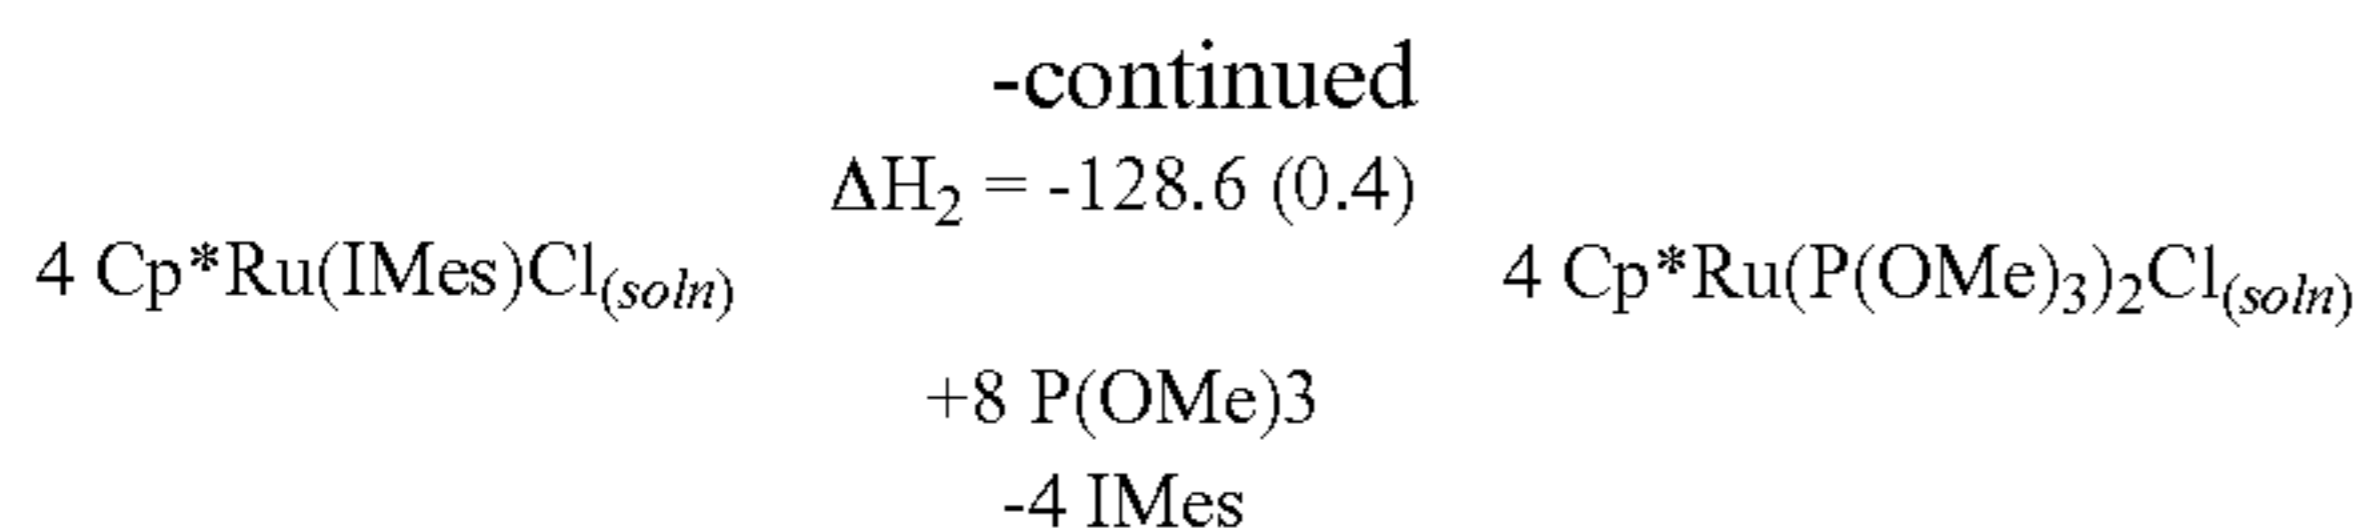 -continued
ΔH₂ = -128.6 (0.4)
4 Cp*Ru(IMes)Cl₍soln₎ 4 Cp*Ru(P(OMe)₃)₂Cl₍soln₎
+8 P(OMe)3
-4 IMes